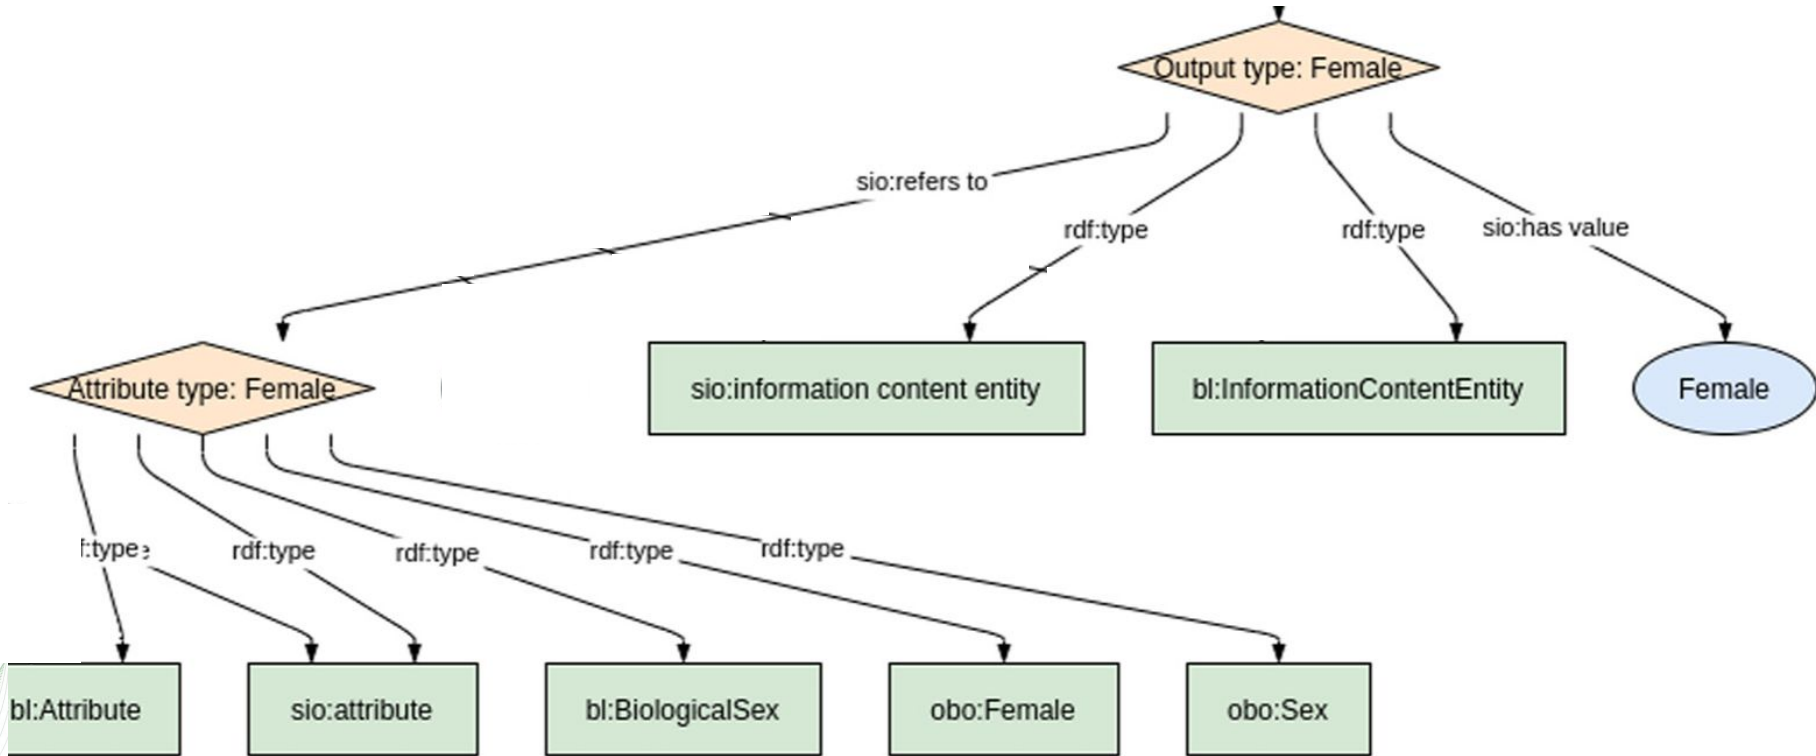 Output type: Female
sio:refers to
rdf:type
rdf:type
sio:has value
Attribute type: Female
sio:information content entity
bl:InformationContentEntity
Female
f:type
rdf:type
rdf:type
rdf:type
rdf:type
bl:Attribute
sio:attribute
bl:BiologicalSex
obo:Female
obo:Sex